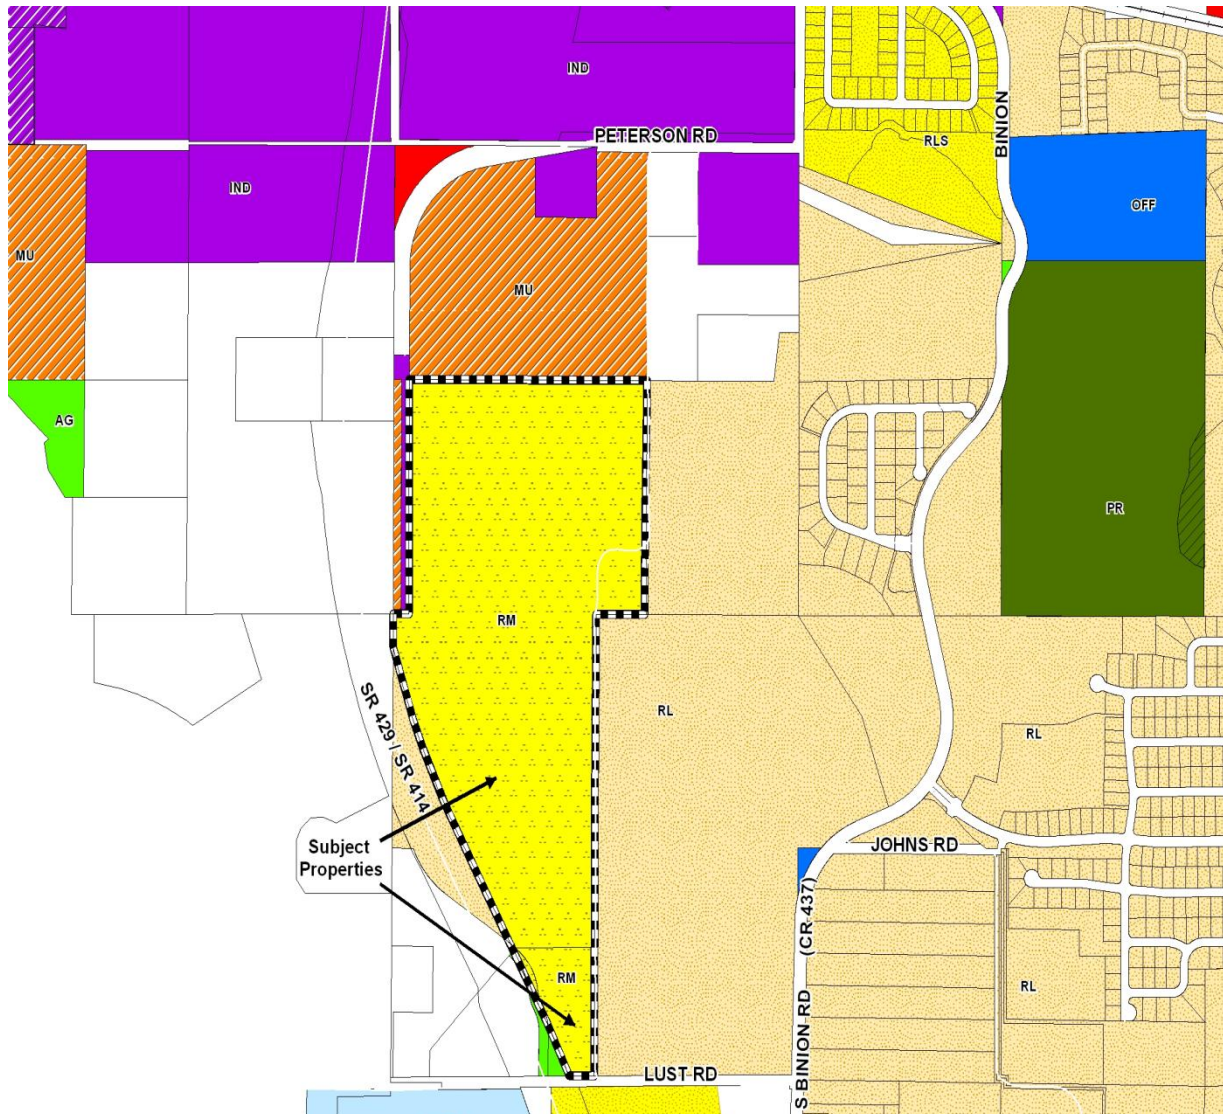 IND
PETERSON RD
BINION
RLS
IND
OFF
MU
MU
AG
PR
RM
SR 429 / SR 414
RL
RL
Subject
Properties
JOHNS RD
(CR 437)
RM
RL
S BINION RD
LUST RD